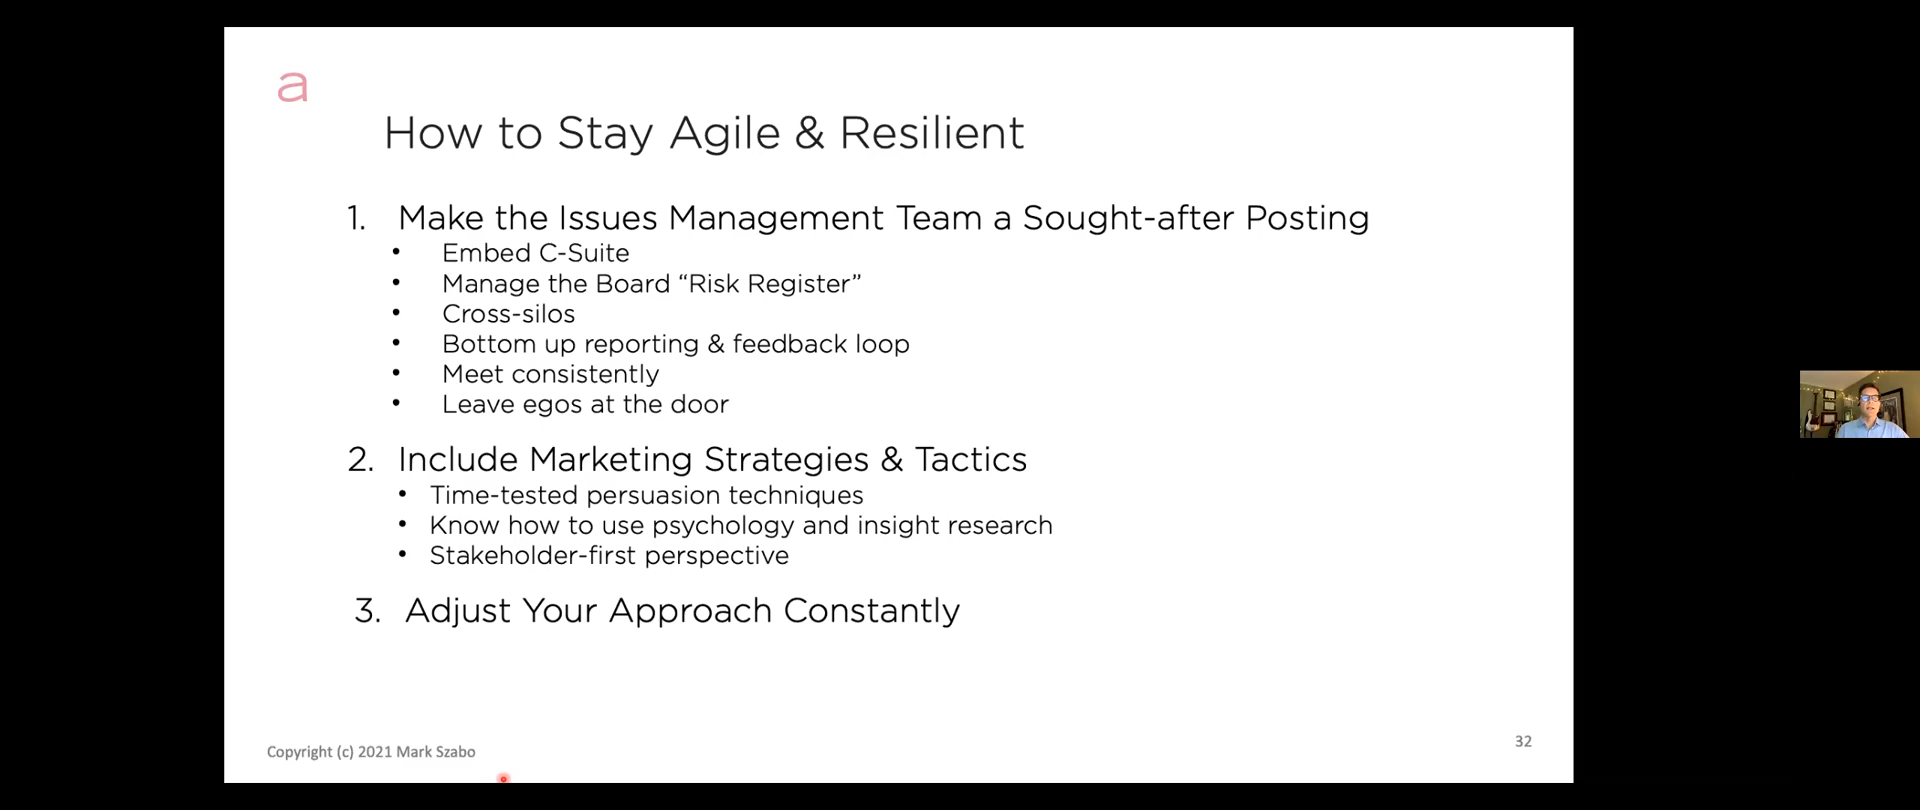 a
How to Stay Agile & Resilient
1. Make the Issues Management Team a Sought-after Posting
• Embed C-Suite
• Manage the Board “Risk Register”
• Cross-silos
• Bottom up reporting & feedback loop
• Meet consistently
• Leave egos at the door
2. Include Marketing Strategies & Tactics
• Time-tested persuasion techniques
• Know how to use psychology and insight research
• Stakeholder-first perspective
3. Adjust Your Approach Constantly
Copyright (c) 2021 Mark Szabo
32